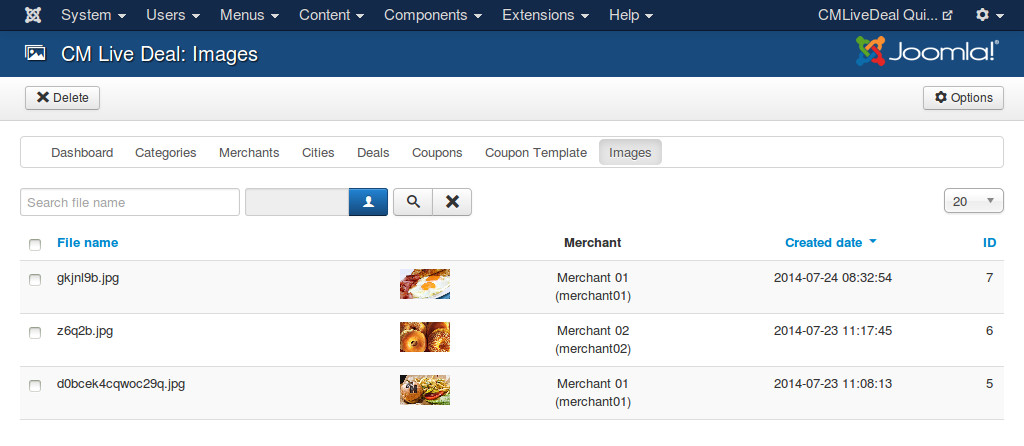 System Users Menus Content Components Extensions Help CMLiveDeal Qui...
CM Live Deal: Images Joomla!®
Delete Options
Dashboard Categories Merchants Cities Deals Coupons Coupon Template Images
Search file name 20
File name Merchant Created date ID
gkjnl9b.jpg Merchant 01 2014-07-24 08:32:54 7
(merchant01)
z6q2b.jpg Merchant 02 2014-07-23 11:17:45 6
(merchant02)
d0bcek4cqwoc29q.jpg Merchant 01 2014-07-23 11:08:13 5
(merchant01)